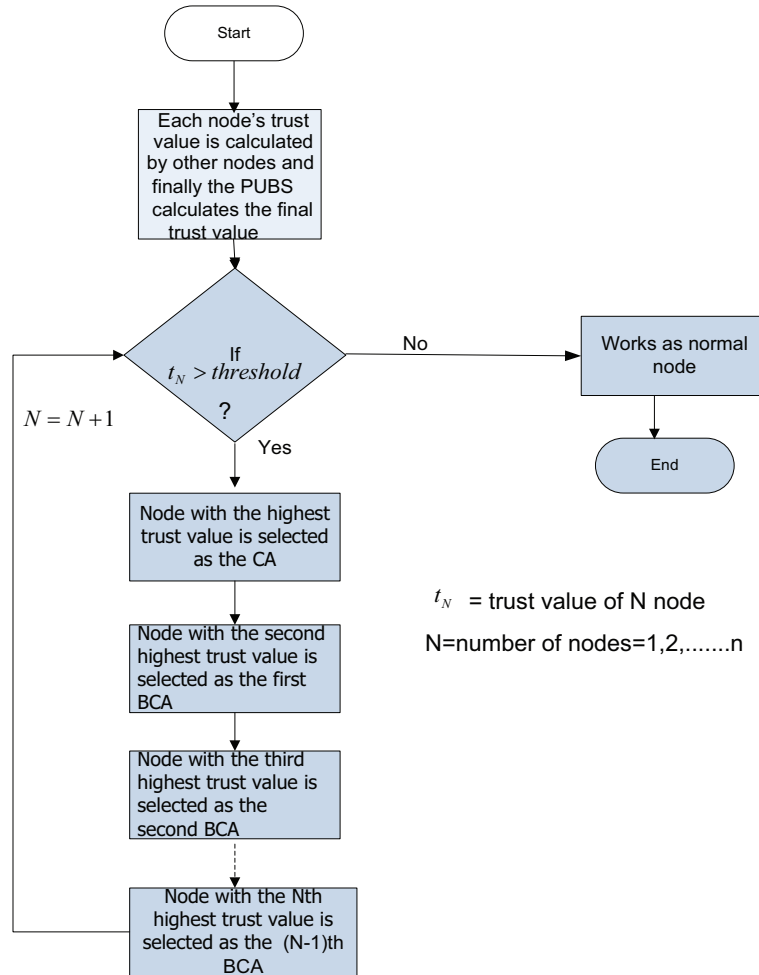 Start
Each node's trust
value is calculated
by other nodes and
finally the PUBS
calculates the final
trust value
If
t_N > threshold
?
No
Works as normal
node
End
N = N +1
Yes
Node with the highest
trust value is selected
as the CA
t_N = trust value of N node
N=number of nodes=1,2,.......n
Node with the second
highest trust value is
selected as the first
BCA
Node with the third
highest trust value is
selected as the
second BCA
Node with the Nth
highest trust value is
selected as the (N-1)th
BCA